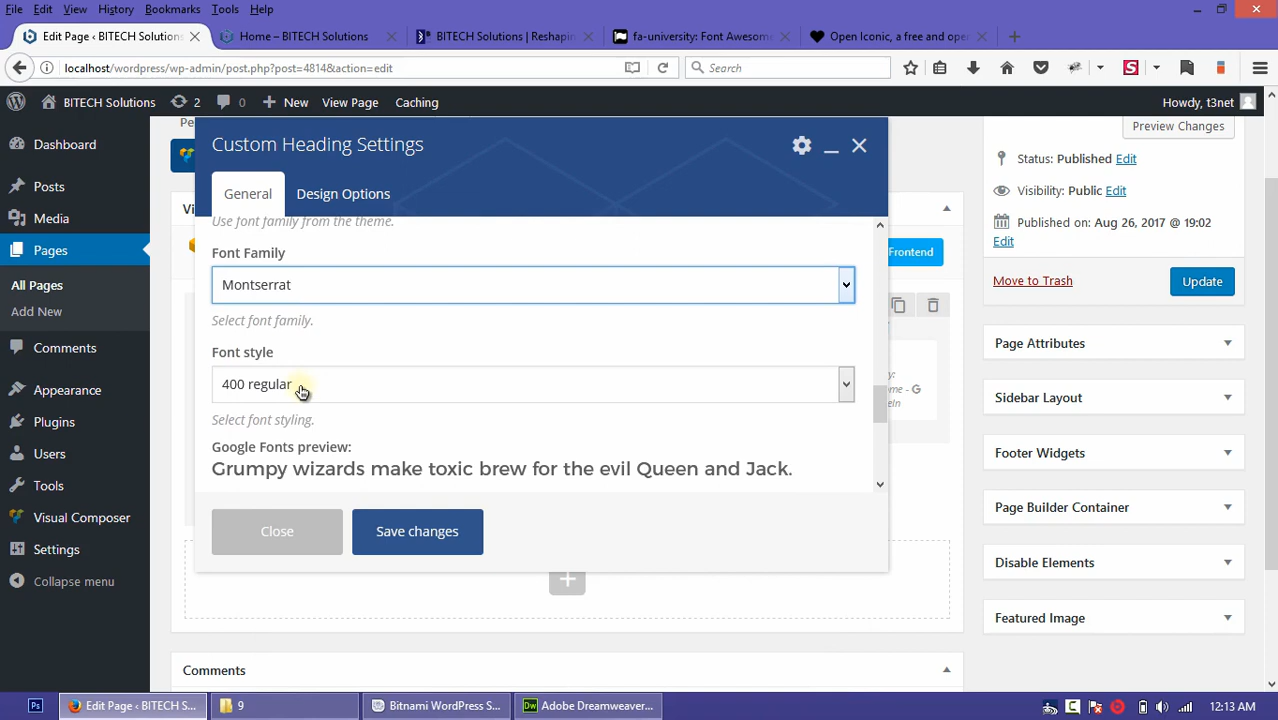 File Edit View History Bookmarks Tools Help
Edit Page ‹ BITECH Solutions
Home – BITECH Solutions
BITECH Solutions | Reshapin
fa-university: Font Awesom
Open Iconic, a free and ope
localhost/wordpress/wp-admin/post.php?post=4814&action=edit
Search
BITECH Solutions 2 0 New View Page Caching
Howdy, t3net
Dashboard
Posts
Media
Pages
All Pages
Add New
Comments
Appearance
Plugins
Users
Tools
Visual Composer
Settings
Collapse menu
Pe
Vi
Custom Heading Settings
General
Design Options
Use font family from the theme.
Font Family
Montserrat
Select font family.
Font style
400 regular
Select font styling.
Google Fonts preview:
Grumpy wizards make toxic brew for the evil Queen and Jack.
Close
Save changes
Frontend
Comments
Preview Changes
Status: Published Edit
Visibility: Public Edit
Published on: Aug 26, 2017 @ 19:02
Edit
Move to Trash
Update
Page Attributes
Sidebar Layout
Footer Widgets
Page Builder Container
Disable Elements
Featured Image
Ps
Edit Page ‹ BITECH S...
9
Bitnami WordPress S...
Dw
Adobe Dreamweaver...
12:13 AM